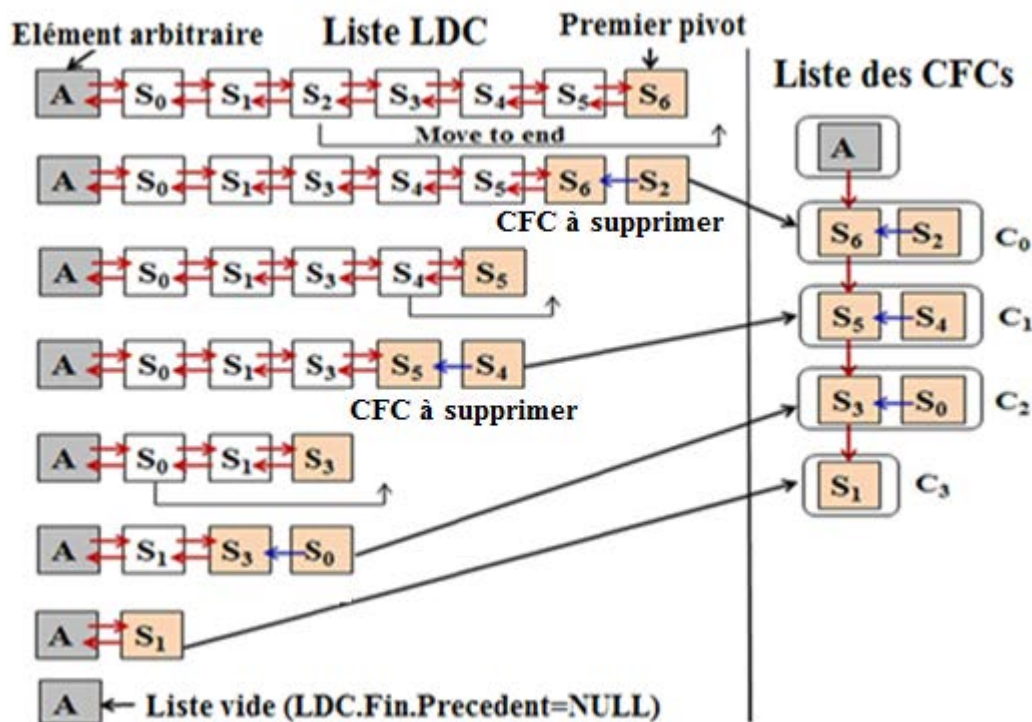 Elément arbitraire
Liste LDC
Premier pivot
A S₀ S₁ S₂ S₃ S₄ S₅ S₆
Move to end
A S₀ S₁ S₃ S₄ S₅ S₆ S₂
CFC à supprimer
A S₀ S₁ S₃ S₄ S₅
A S₀ S₁ S₃ S₅ S₄
CFC à supprimer
A S₀ S₁ S₃
A S₁ S₃ S₀
A S₁
A Liste vide (LDC.Fin.Precedent=NULL)
Liste des CFCs
A
S₆ S₂ C₀
S₅ S₄ C₁
S₃ S₀ C₂
S₁ C₃